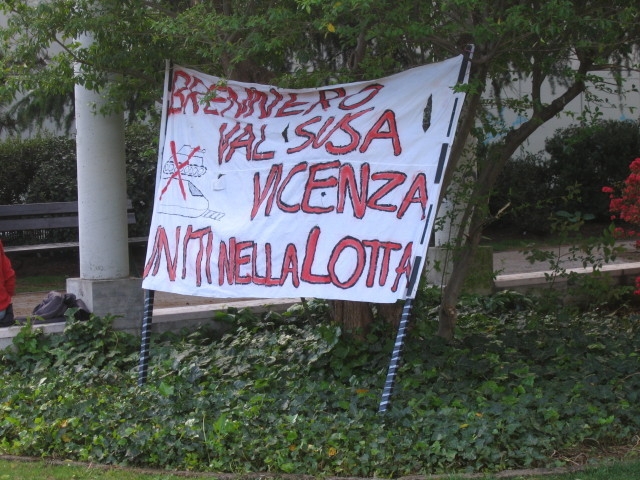 BRENNERO
VAL SUSA
VICENZA
UNITI NELLA LOTTA